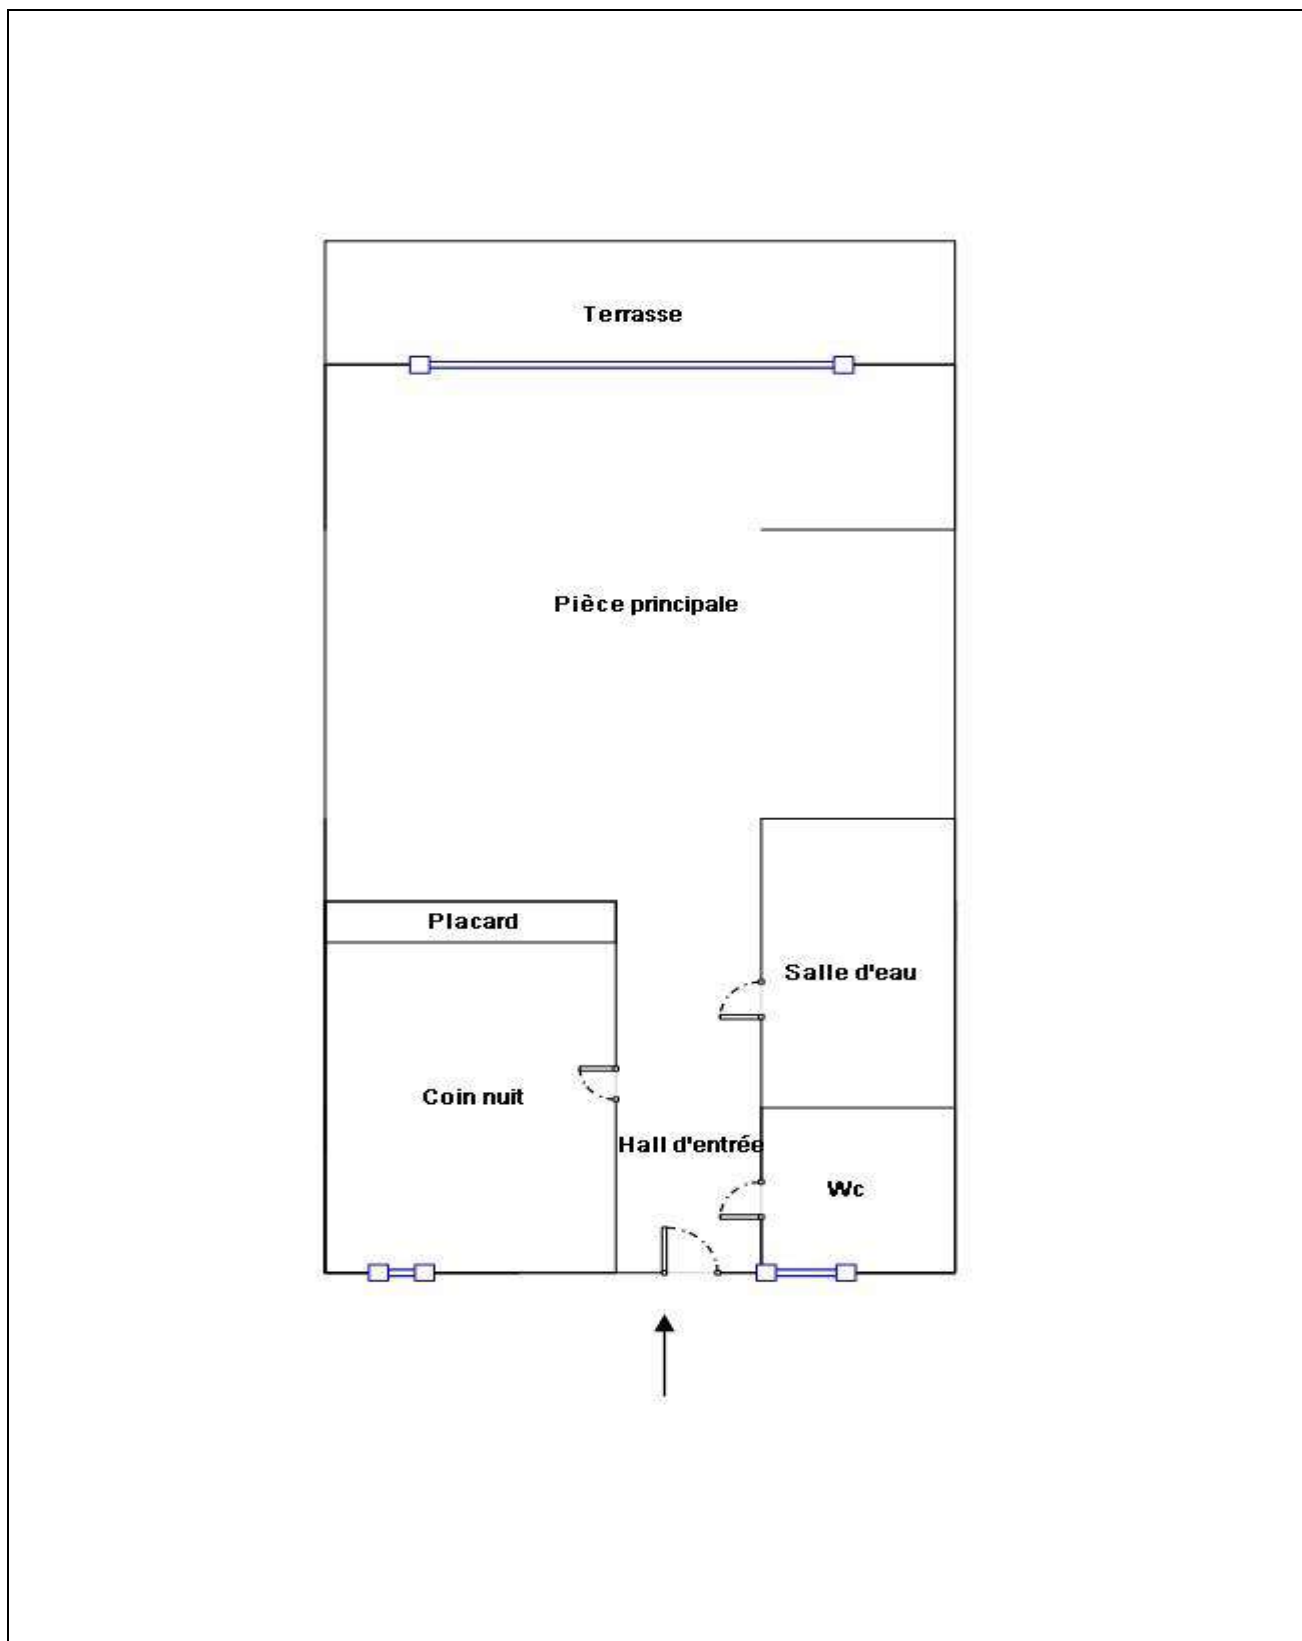 Terrasse
Pièce principale
Placard
Salle d'eau
Coin nuit
Hall d'entrée
Wc